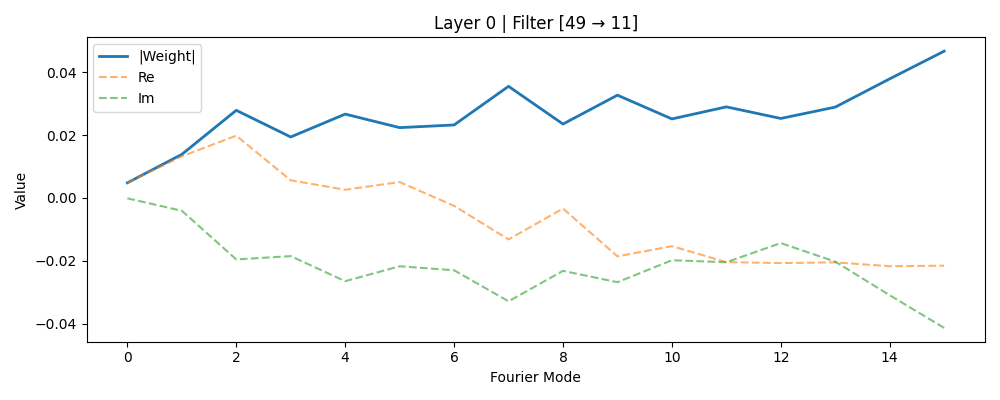 Layer 0 | Filter [49 → 11]
|Weight|
Re
Im
Value
0.04
0.02
0.00
−0.02
−0.04
0 2 4 6 8 10 12 14
Fourier Mode